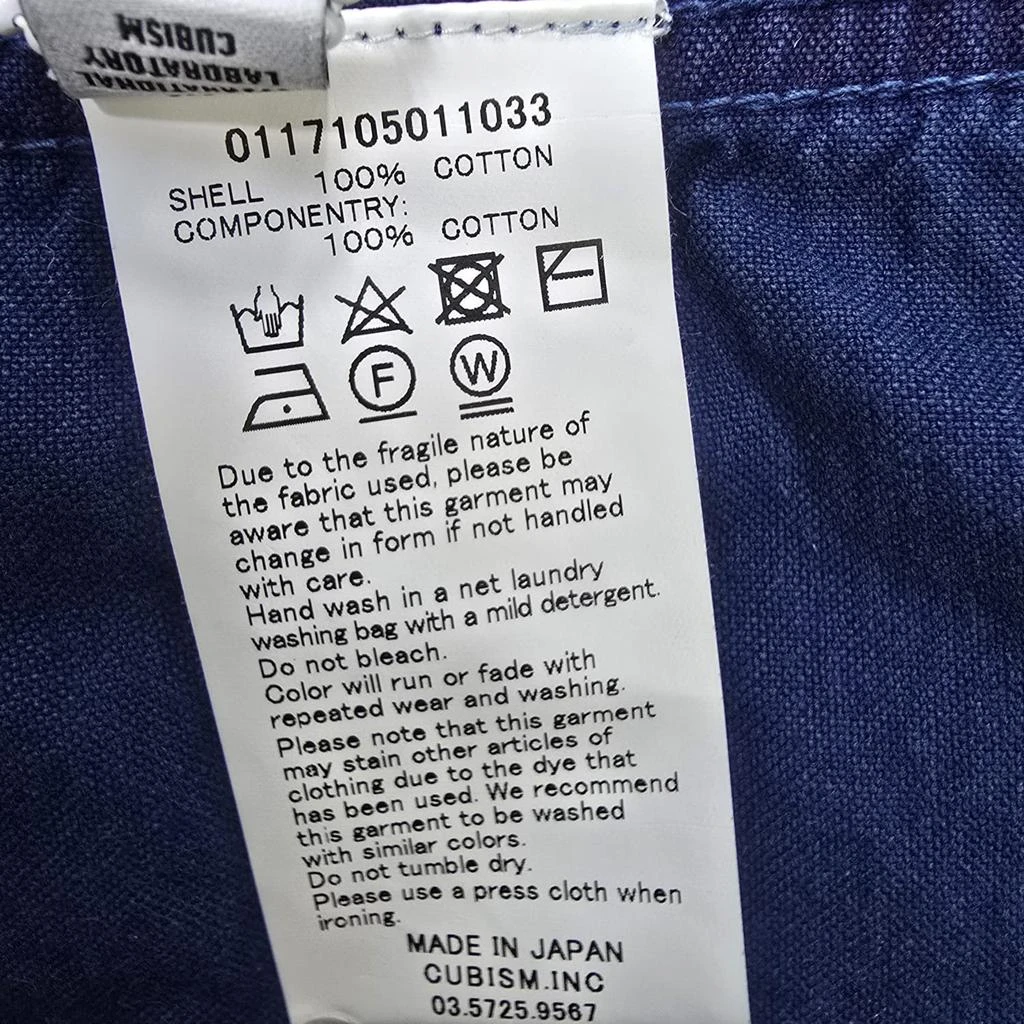 CUBISM
LABORATORY
0117105011033
SHELL 100% COTTON
COMPONENTRY:
100% COTTON
F W
Due to the fragile nature of
the fabric used, please be
aware that this garment may
change in form if not handled
with care.
Hand wash in a net laundry
washing bag with a mild detergent.
Do not bleach.
Color will run or fade with
repeated wear and washing.
Please note that this garment
may stain other articles of
clothing due to the dye that
has been used. We recommend
this garment to be washed
with similar colors.
Do not tumble dry.
Please use a press cloth when
ironing.
MADE IN JAPAN
CUBISM.INC
03.5725.9567